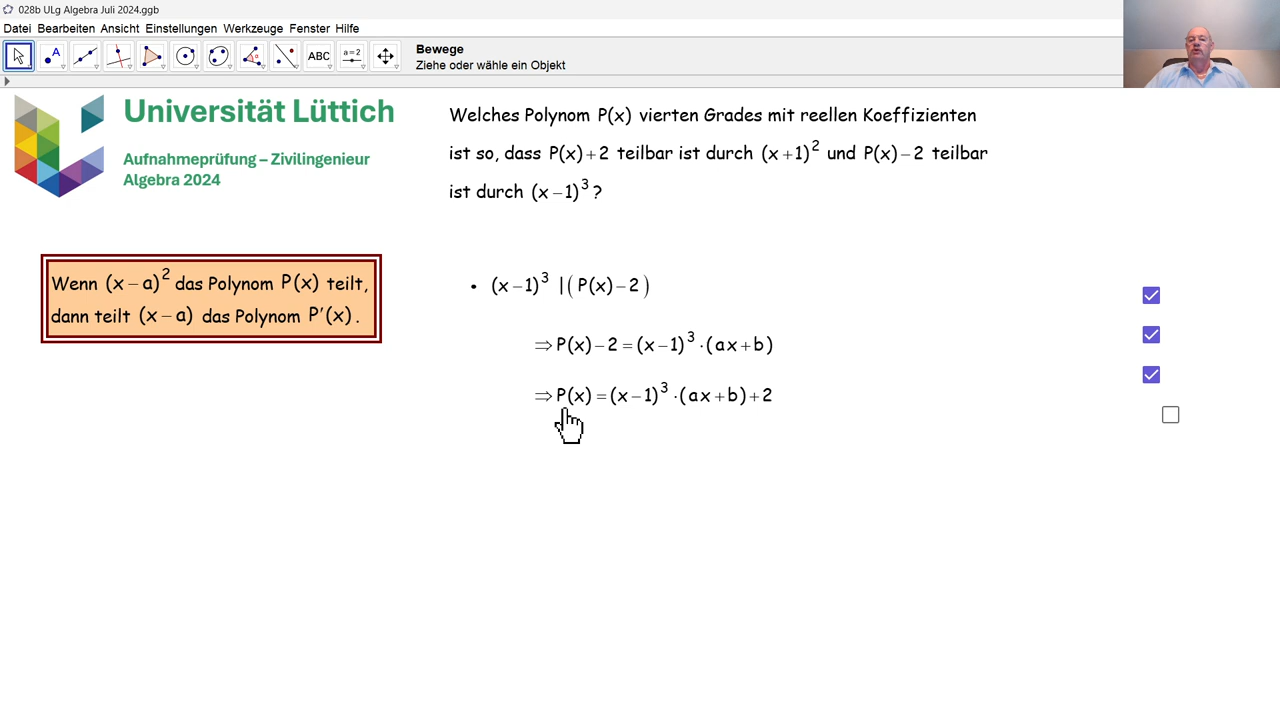 028b ULg Algebra Juli 2024.ggb
Datei Bearbeiten Ansicht Einstellungen Werkzeuge Fenster Hilfe
A ABC a=2
Bewege
Ziehe oder wähle ein Objekt
Universität Lüttich
Aufnahmeprüfung – Zivilingenieur
Algebra 2024
Welches Polynom P(x) vierten Grades mit reellen Koeffizienten
ist so, dass P(x)+2 teilbar ist durch (x+1)² und P(x)−2 teilbar
ist durch (x−1)³?
Wenn (x−a)² das Polynom P(x) teilt,
dann teilt (x−a) das Polynom P'(x).
• (x−1)³ |(P(x)−2)
⇒P(x)−2=(x−1)³·(ax+b)
⇒P(x)=(x−1)³·(ax+b)+2